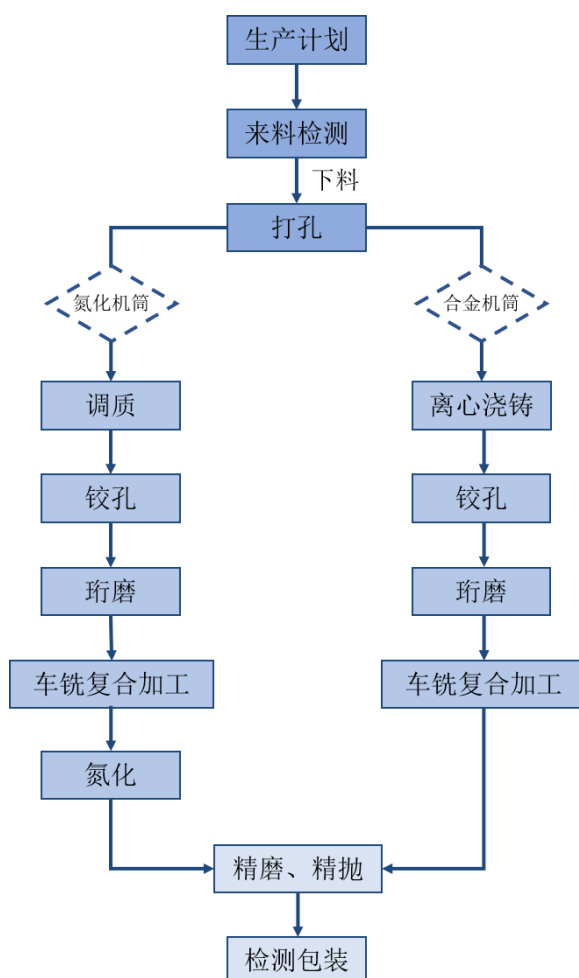 生产计划
来料检测
下料
打孔
氮化机筒
合金机筒
调质
离心浇铸
铰孔
铰孔
珩磨
珩磨
车铣复合加工
车铣复合加工
氮化
精磨、精抛
检测包装